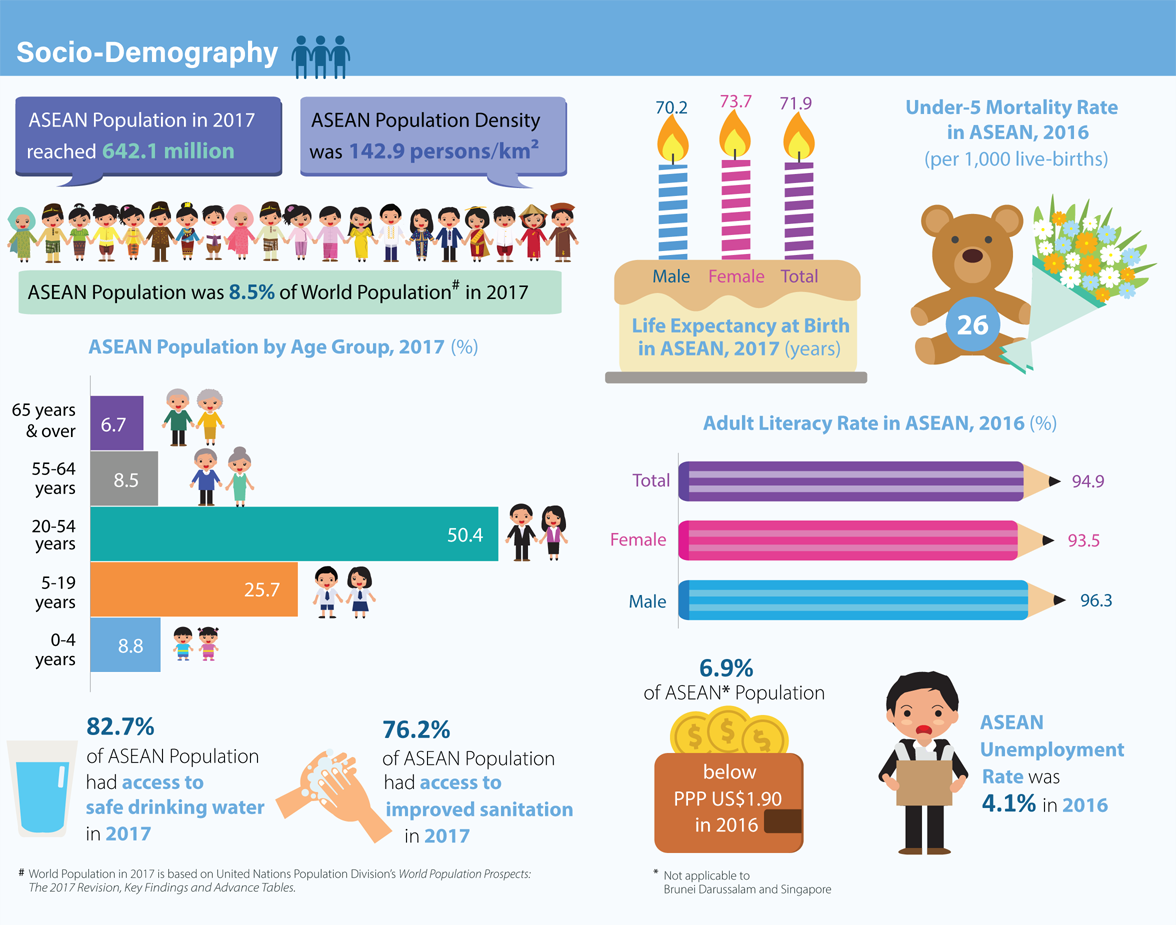 Socio-Demography
ASEAN Population in 2017
reached 642.1 million
ASEAN Population Density
was 142.9 persons/km²
ASEAN Population was 8.5% of World Population# in 2017
ASEAN Population by Age Group, 2017 (%)
65 years
& over
6.7
55-64
years
8.5
20-54
years
50.4
5-19
years
25.7
0-4
years
8.8
82.7%
of ASEAN Population
had access to
safe drinking water
in 2017
76.2%
of ASEAN Population
had access to
improved sanitation
in 2017
# World Population in 2017 is based on United Nations Population Division's World Population Prospects:
The 2017 Revision, Key Findings and Advance Tables.
70.2
73.7
71.9
Male
Female
Total
Life Expectancy at Birth
in ASEAN, 2017 (years)
Under-5 Mortality Rate
in ASEAN, 2016
(per 1,000 live-births)
26
Adult Literacy Rate in ASEAN, 2016 (%)
Total
94.9
Female
93.5
Male
96.3
6.9%
of ASEAN* Population
$ $ $
below
PPP US$1.90
in 2016
ASEAN
Unemployment
Rate was
4.1% in 2016
* Not applicable to
Brunei Darussalam and Singapore